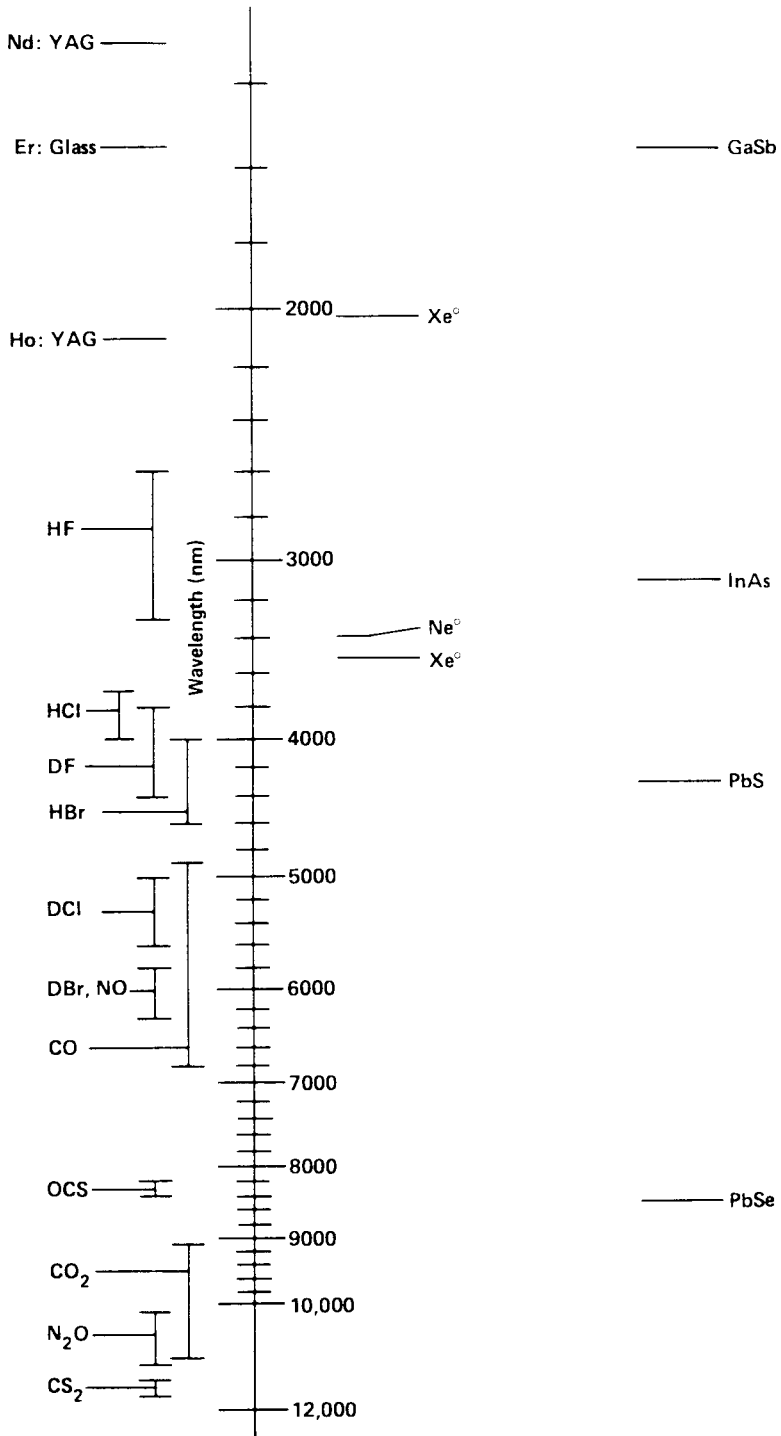 Nd: YAG
Er: Glass
GaSb
2000
Xe°
Ho: YAG
HF
Wavelength (nm)
3000
InAs
Ne°
Xe°
HCl
4000
DF
PbS
HBr
5000
DCl
DBr, NO
6000
CO
7000
8000
OCS
PbSe
9000
CO₂
10,000
N₂O
CS₂
12,000